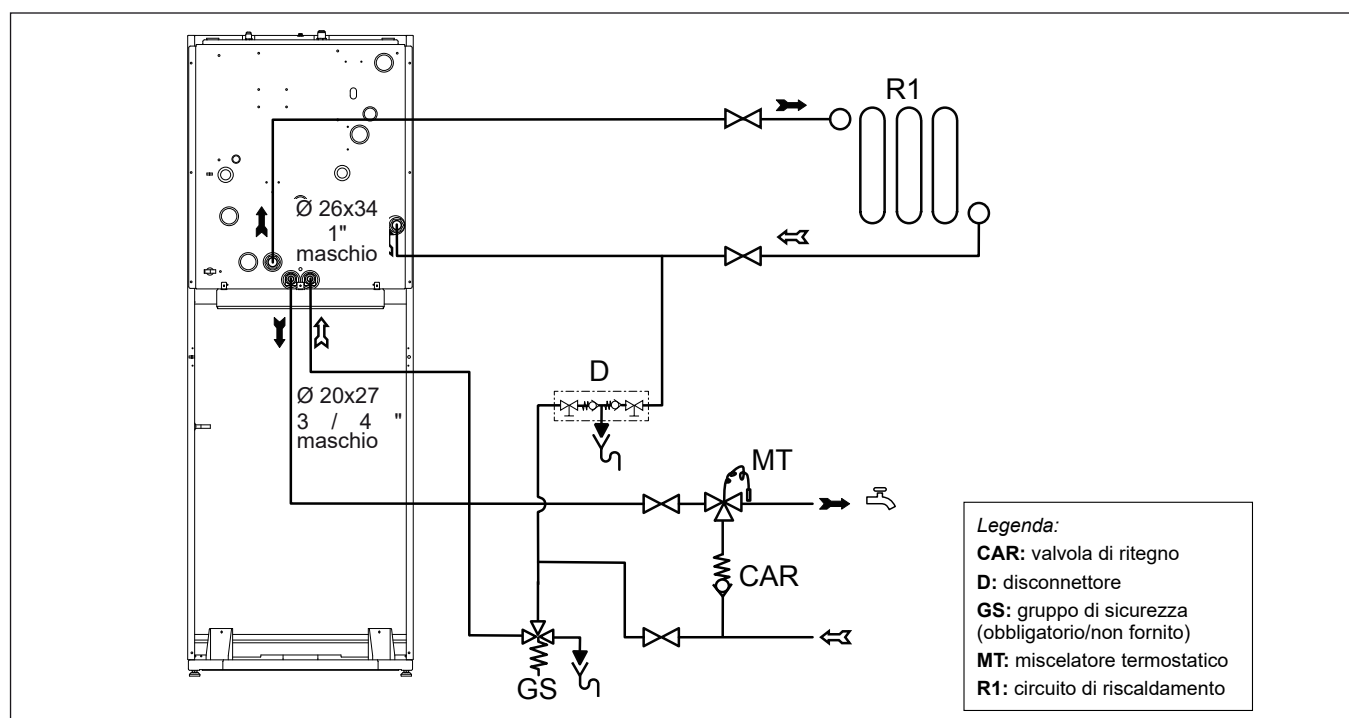 R1
Ø 26x34
1"
maschio
D
Ø 20x27
3 / 4 "
maschio
MT
CAR
GS
Legenda:
CAR: valvola di ritegno
D: disconnettore
GS: gruppo di sicurezza
(obbligatorio/non fornito)
MT: miscelatore termostatico
R1: circuito di riscaldamento